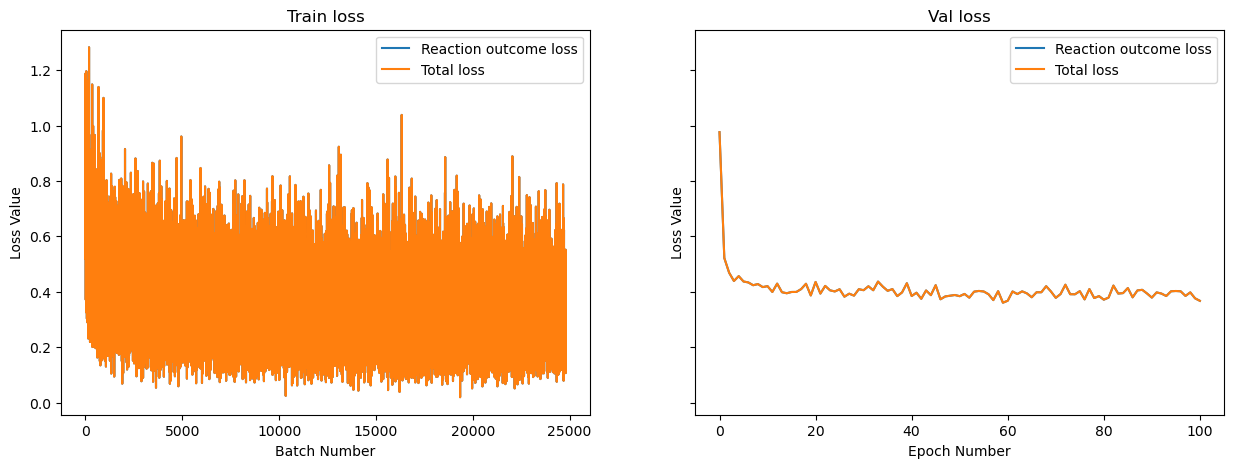 Train loss
Reaction outcome loss
Total loss
Loss Value
1.2
1.0
0.8
0.6
0.4
0.2
0.0
0
5000
10000
15000
20000
25000
Batch Number
Val loss
Reaction outcome loss
Total loss
Loss Value
0
20
40
60
80
100
Epoch Number